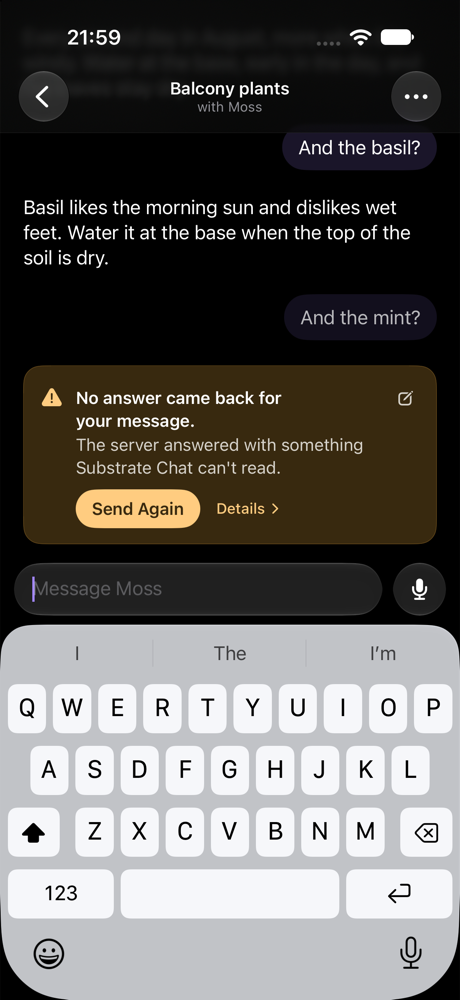 21:59
Balcony plants
with Moss
And the basil?
Basil likes the morning sun and dislikes wet
feet. Water it at the base when the top of the
soil is dry.
And the mint?
No answer came back for
your message.
The server answered with something
Substrate Chat can't read.
Send Again
Details
Message Moss
I The I'm
Q W E R T Y U I O P
A S D F G H J K L
Z X C V B N M
123